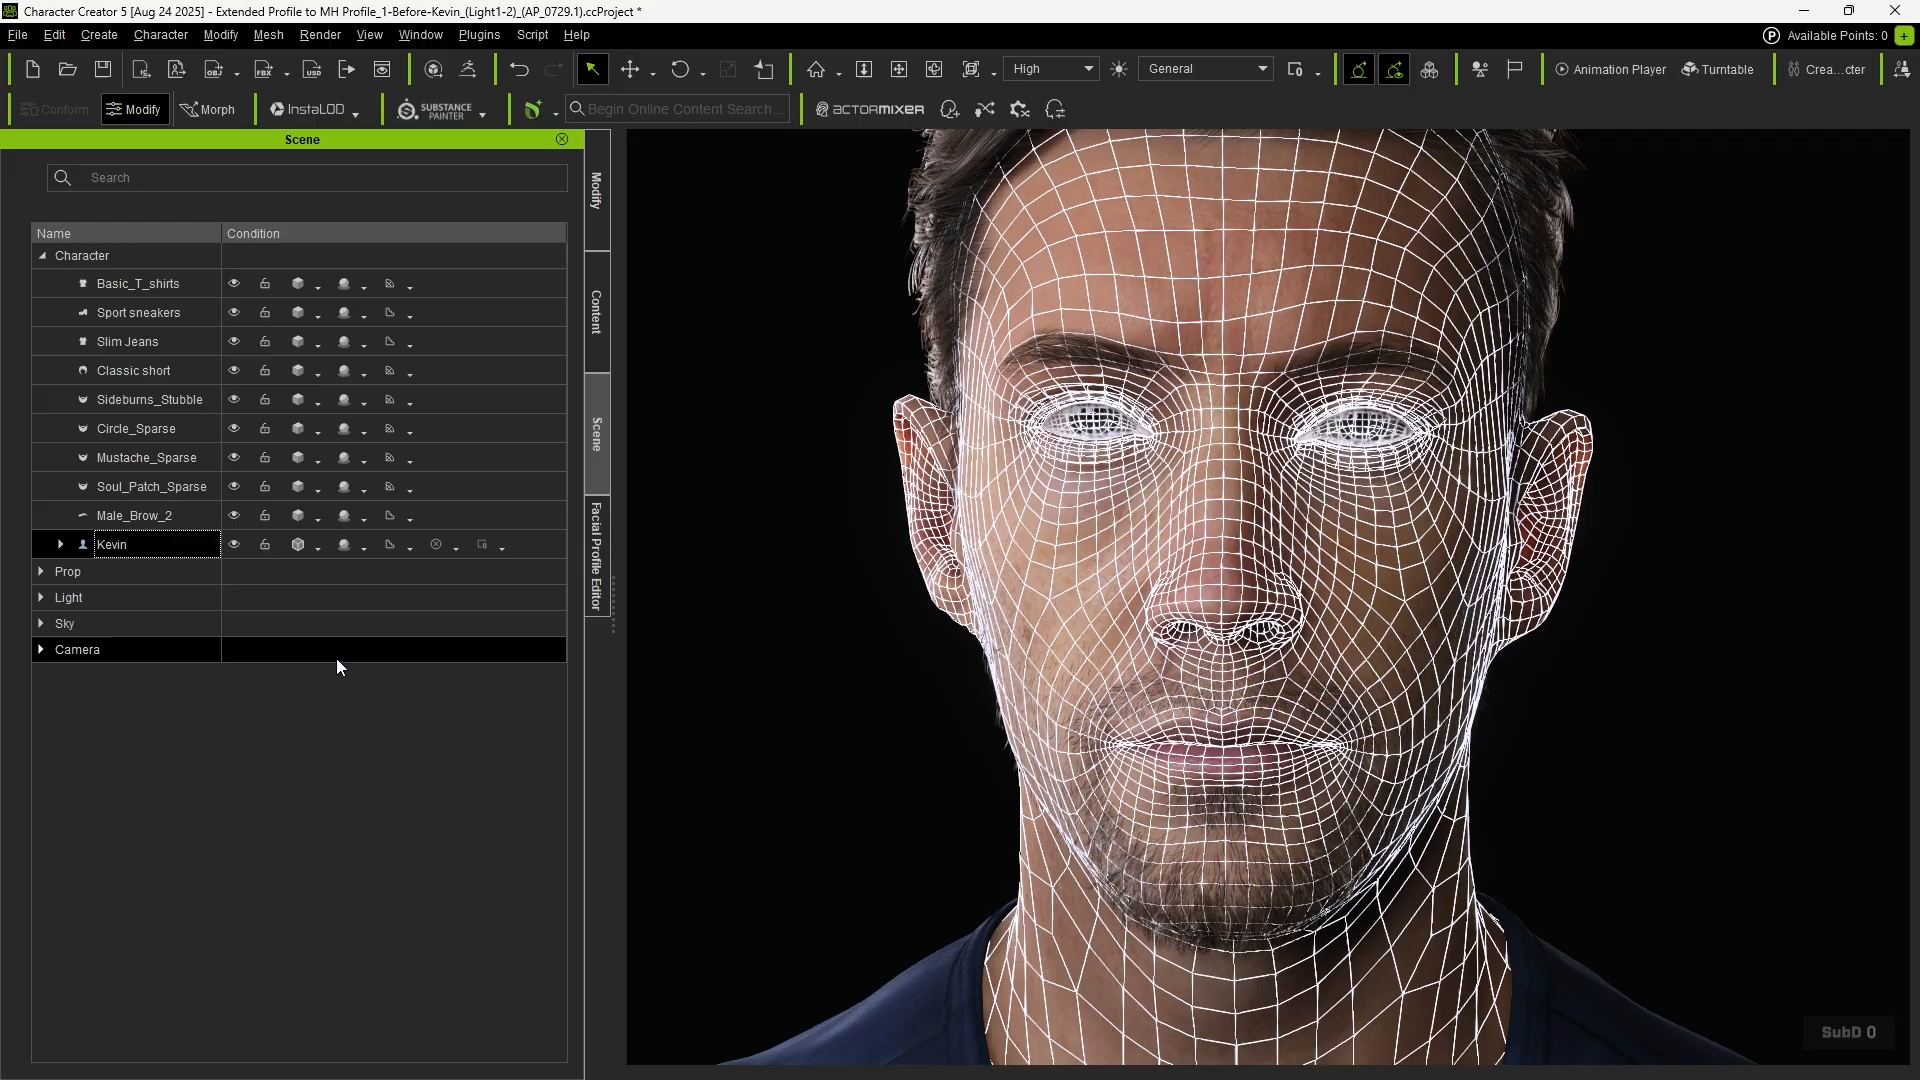 Character Creator 5 [Aug 24 2025] - Extended Profile to MH Profile_1-Before-Kevin_(Light1-2)_(AP_0729.1).ccProject *
File Edit Create Character Modify Mesh Render View Window Plugins Script Help
Available Points: 0
High
General
Animation Player
Turntable
Crea...cter
Conform
Modify
Morph
InstaLOD
SUBSTANCE PAINTER
Begin Online Content Search...
ACTORMIXER
Scene
Search
Name Condition
Character
Basic_T_shirts
Sport sneakers
Slim Jeans
Classic short
Sideburns_Stubble
Circle_Sparse
Mustache_Sparse
Soul_Patch_Sparse
Male_Brow_2
Kevin
Prop
Light
Sky
Camera
Modify
Content
Scene
Facial Profile Editor
SubD 0